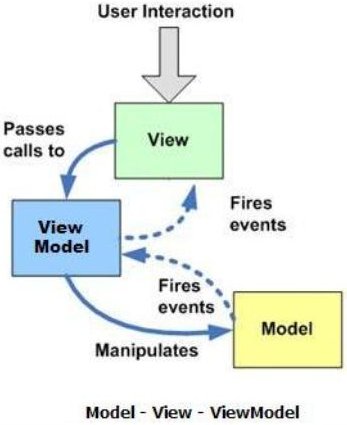 User Interaction
View
Passes
calls to
View
Model
Fires
events
Fires
events
Model
Manipulates
Model - View - ViewModel